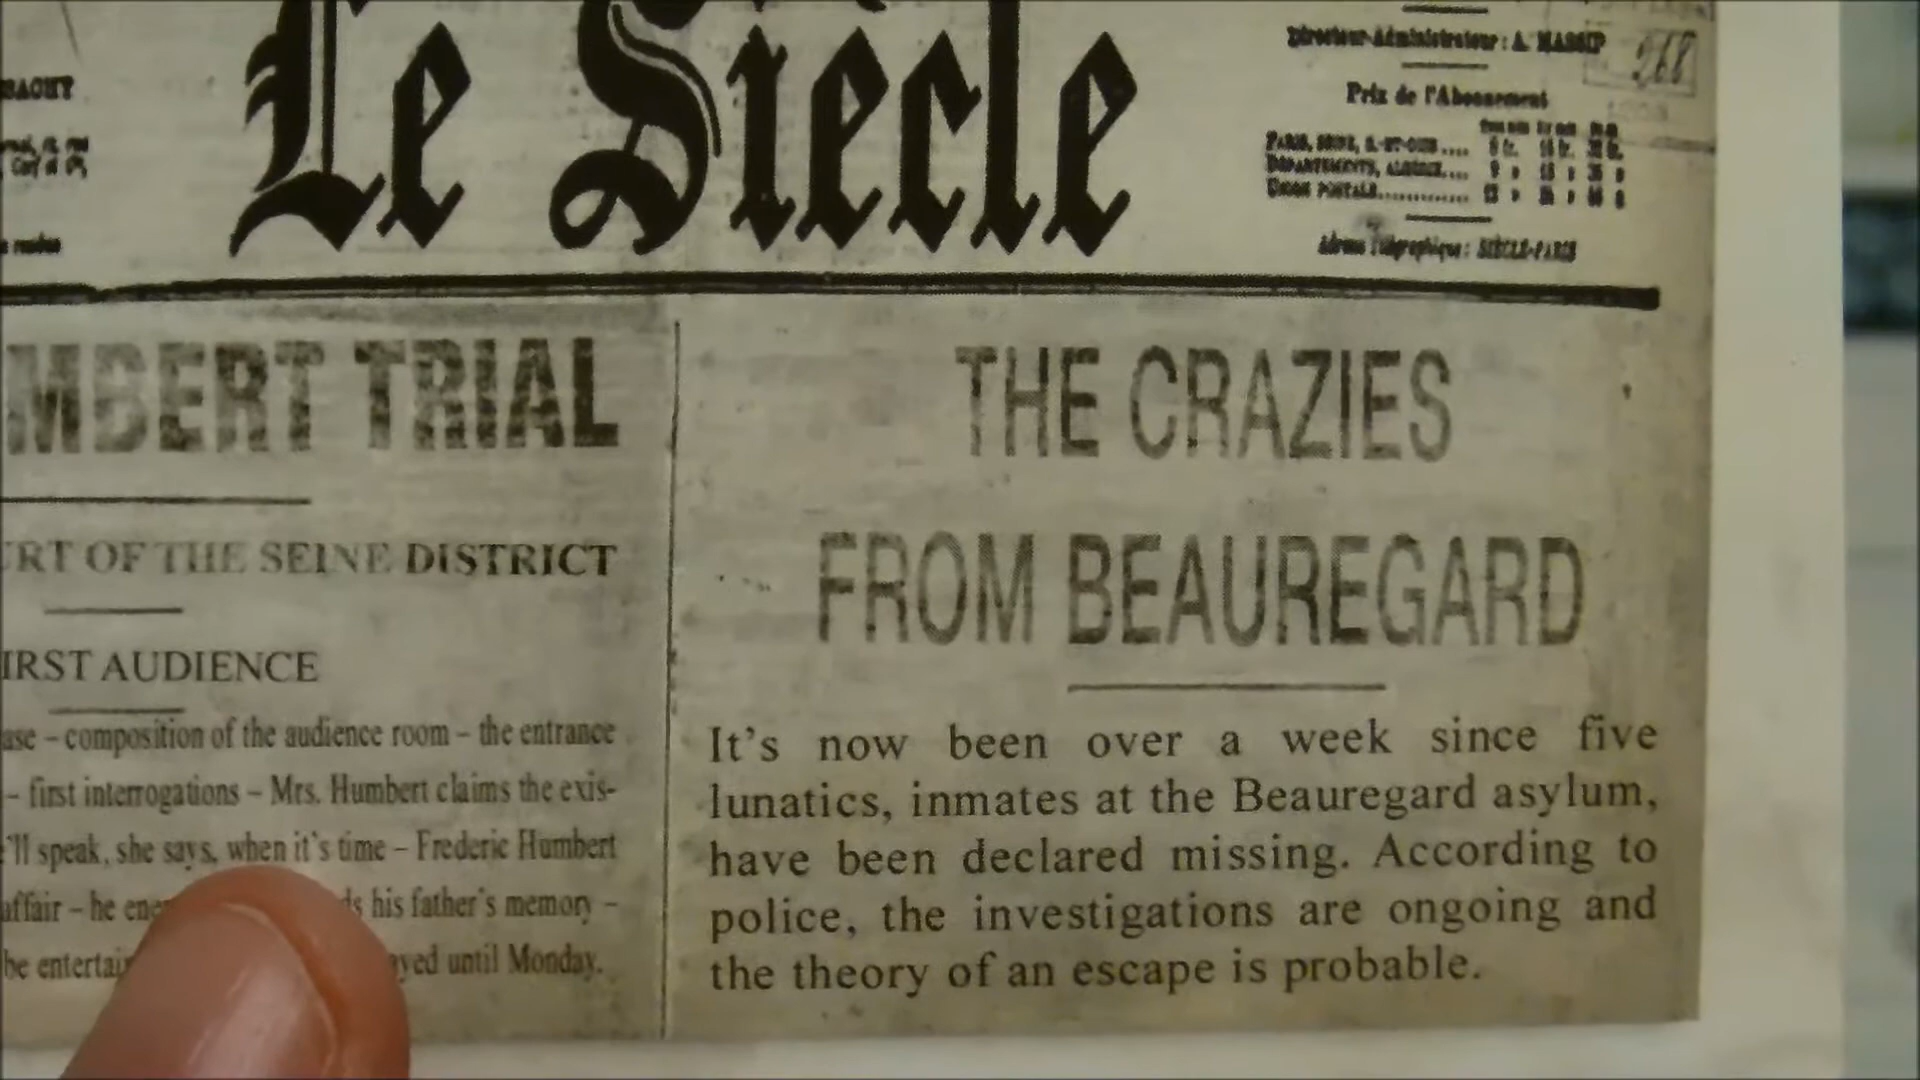 Le Siècle
Directeur-Administrateur : A. MASSIP
268
Prix de l'Abonnement
PARIS, SEINE, S.-ET-OISE....
DÉPARTEMENTS, ALGÉRIE....
UNION POSTALE
Adresse Télégraphique : SIÈCLE-PARIS
MBERT TRIAL
RT OF THE SEINE DISTRICT
IRST AUDIENCE
ase – composition of the audience room – the entrance
– first interrogations – Mrs. Humbert claims the exis-
'll speak, she says, when it's time – Frederic Humbert
affair – he ene ds his father's memory –
be entertai ayed until Monday.
THE CRAZIES
FROM BEAUREGARD
It's now been over a week since five
lunatics, inmates at the Beauregard asylum,
have been declared missing. According to
police, the investigations are ongoing and
the theory of an escape is probable.